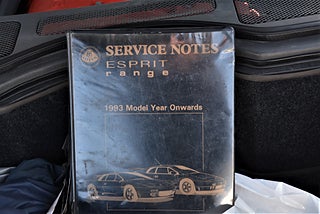 SERVICE NOTES
ESPRIT
range
1993 Model Year Onwards